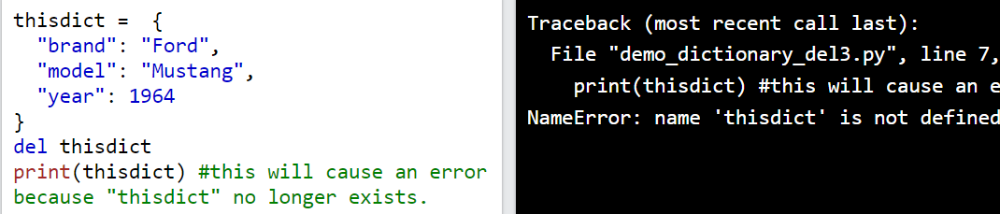 thisdict = {
"brand": "Ford",
"model": "Mustang",
"year": 1964
}
del thisdict
print(thisdict) #this will cause an error
because "thisdict" no longer exists.
Traceback (most recent call last):
File "demo_dictionary_del3.py", line 7,
print(thisdict) #this will cause an e
NameError: name 'thisdict' is not defined